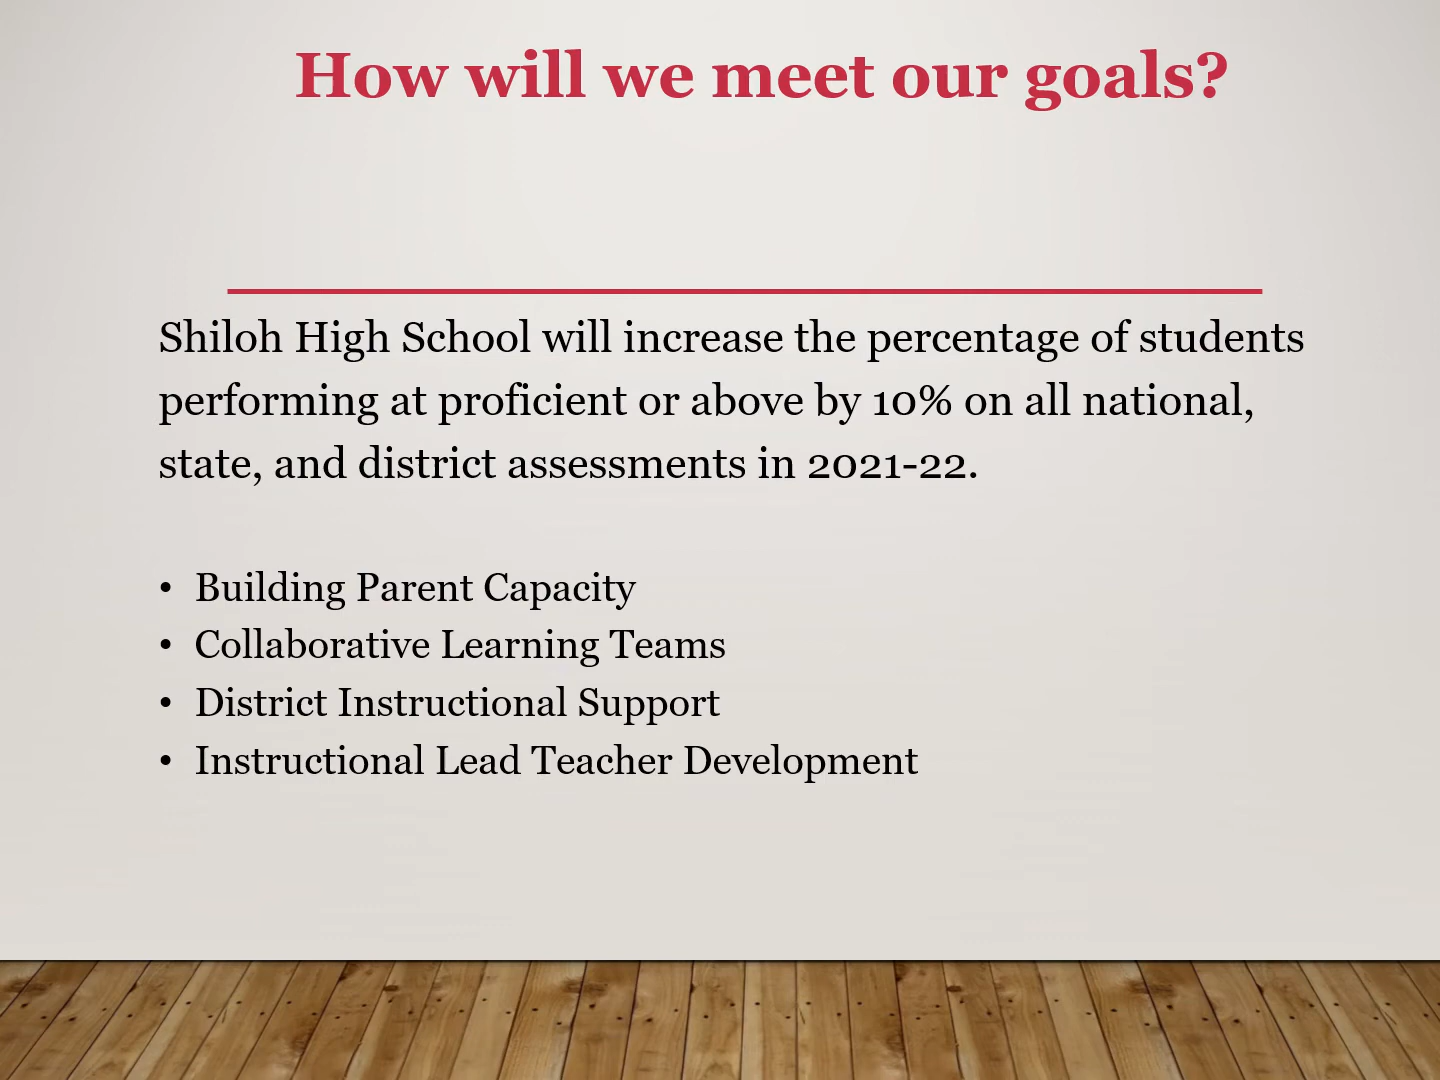 How will we meet our goals?
Shiloh High School will increase the percentage of students
performing at proficient or above by 10% on all national,
state, and district assessments in 2021-22.
• Building Parent Capacity
• Collaborative Learning Teams
• District Instructional Support
• Instructional Lead Teacher Development